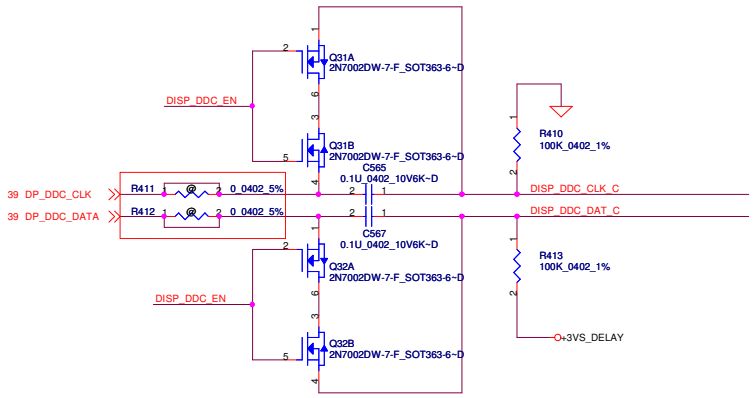 1
2
Q31A
2N7002DW-7-F_SOT363-6~D
6
DISP_DDC_EN
3
5
Q31B
2N7002DW-7-F_SOT363-6~D
4
1
R410
100K_0402_1%
2
C565
0.1U_0402_10V6K~D
39 DP_DDC_CLK
R411
1
@
2
0_0402_5%
2
1
DISP_DDC_CLK_C
39 DP_DDC_DATA
R412
1
@
2
0_0402_5%
2
1
DISP_DDC_DAT_C
C567
0.1U_0402_10V6K~D
1
2
Q32A
2N7002DW-7-F_SOT363-6~D
6
1
R413
100K_0402_1%
2
DISP_DDC_EN
3
5
Q32B
2N7002DW-7-F_SOT363-6~D
4
+3VS_DELAY